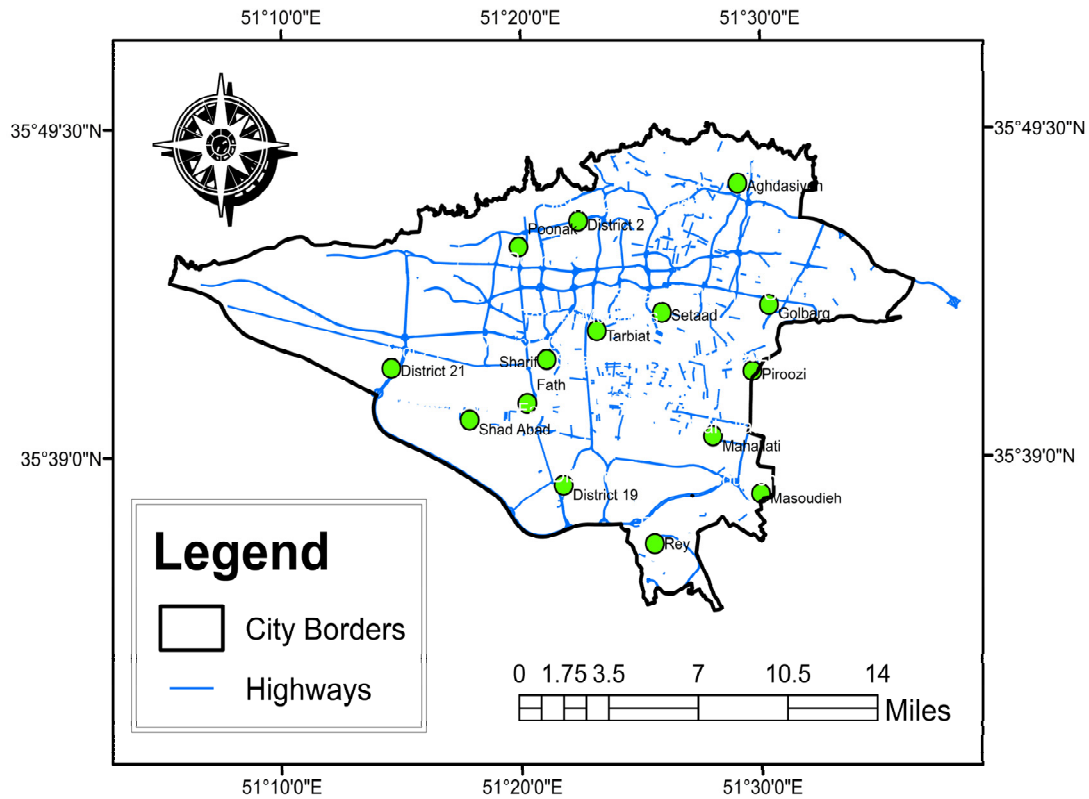 51°10'0"E
51°20'0"E
51°30'0"E
35°49'30"N
35°49'30"N
Aghdasiyeh
District 2
Poonak
Golbarg
Setaad
Tarbiat
Sharif
District 21
Piroozi
Fath
Shad Abad
Mahallati
35°39'0"N
35°39'0"N
District 19
Masoudieh
Rey
Legend
City Borders
Highways
0 1.75 3.5 7 10.5 14
Miles
51°10'0"E
51°20'0"E
51°30'0"E